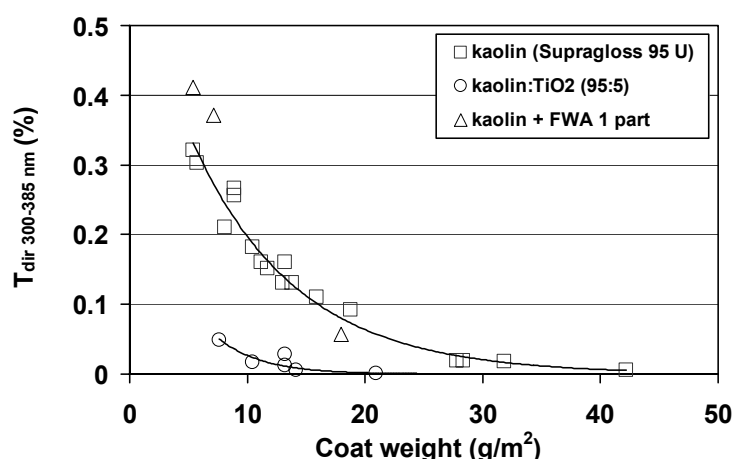 0.5
0.4
0.3
0.2
0.1
0
T dir 300-385 nm (%)
kaolin (Supragloss 95 U)
kaolin:TiO2 (95:5)
kaolin + FWA 1 part
0 10 20 30 40 50
Coat weight (g/m²)